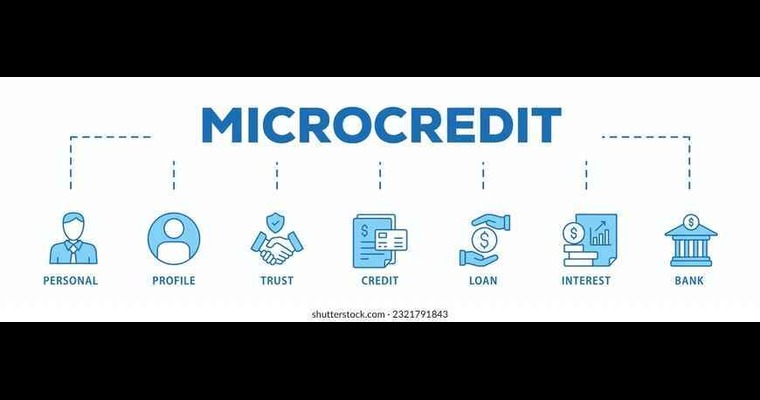 MICROCREDIT
PERSONAL PROFILE TRUST CREDIT LOAN INTEREST BANK
shutterstock.com · 2321791843